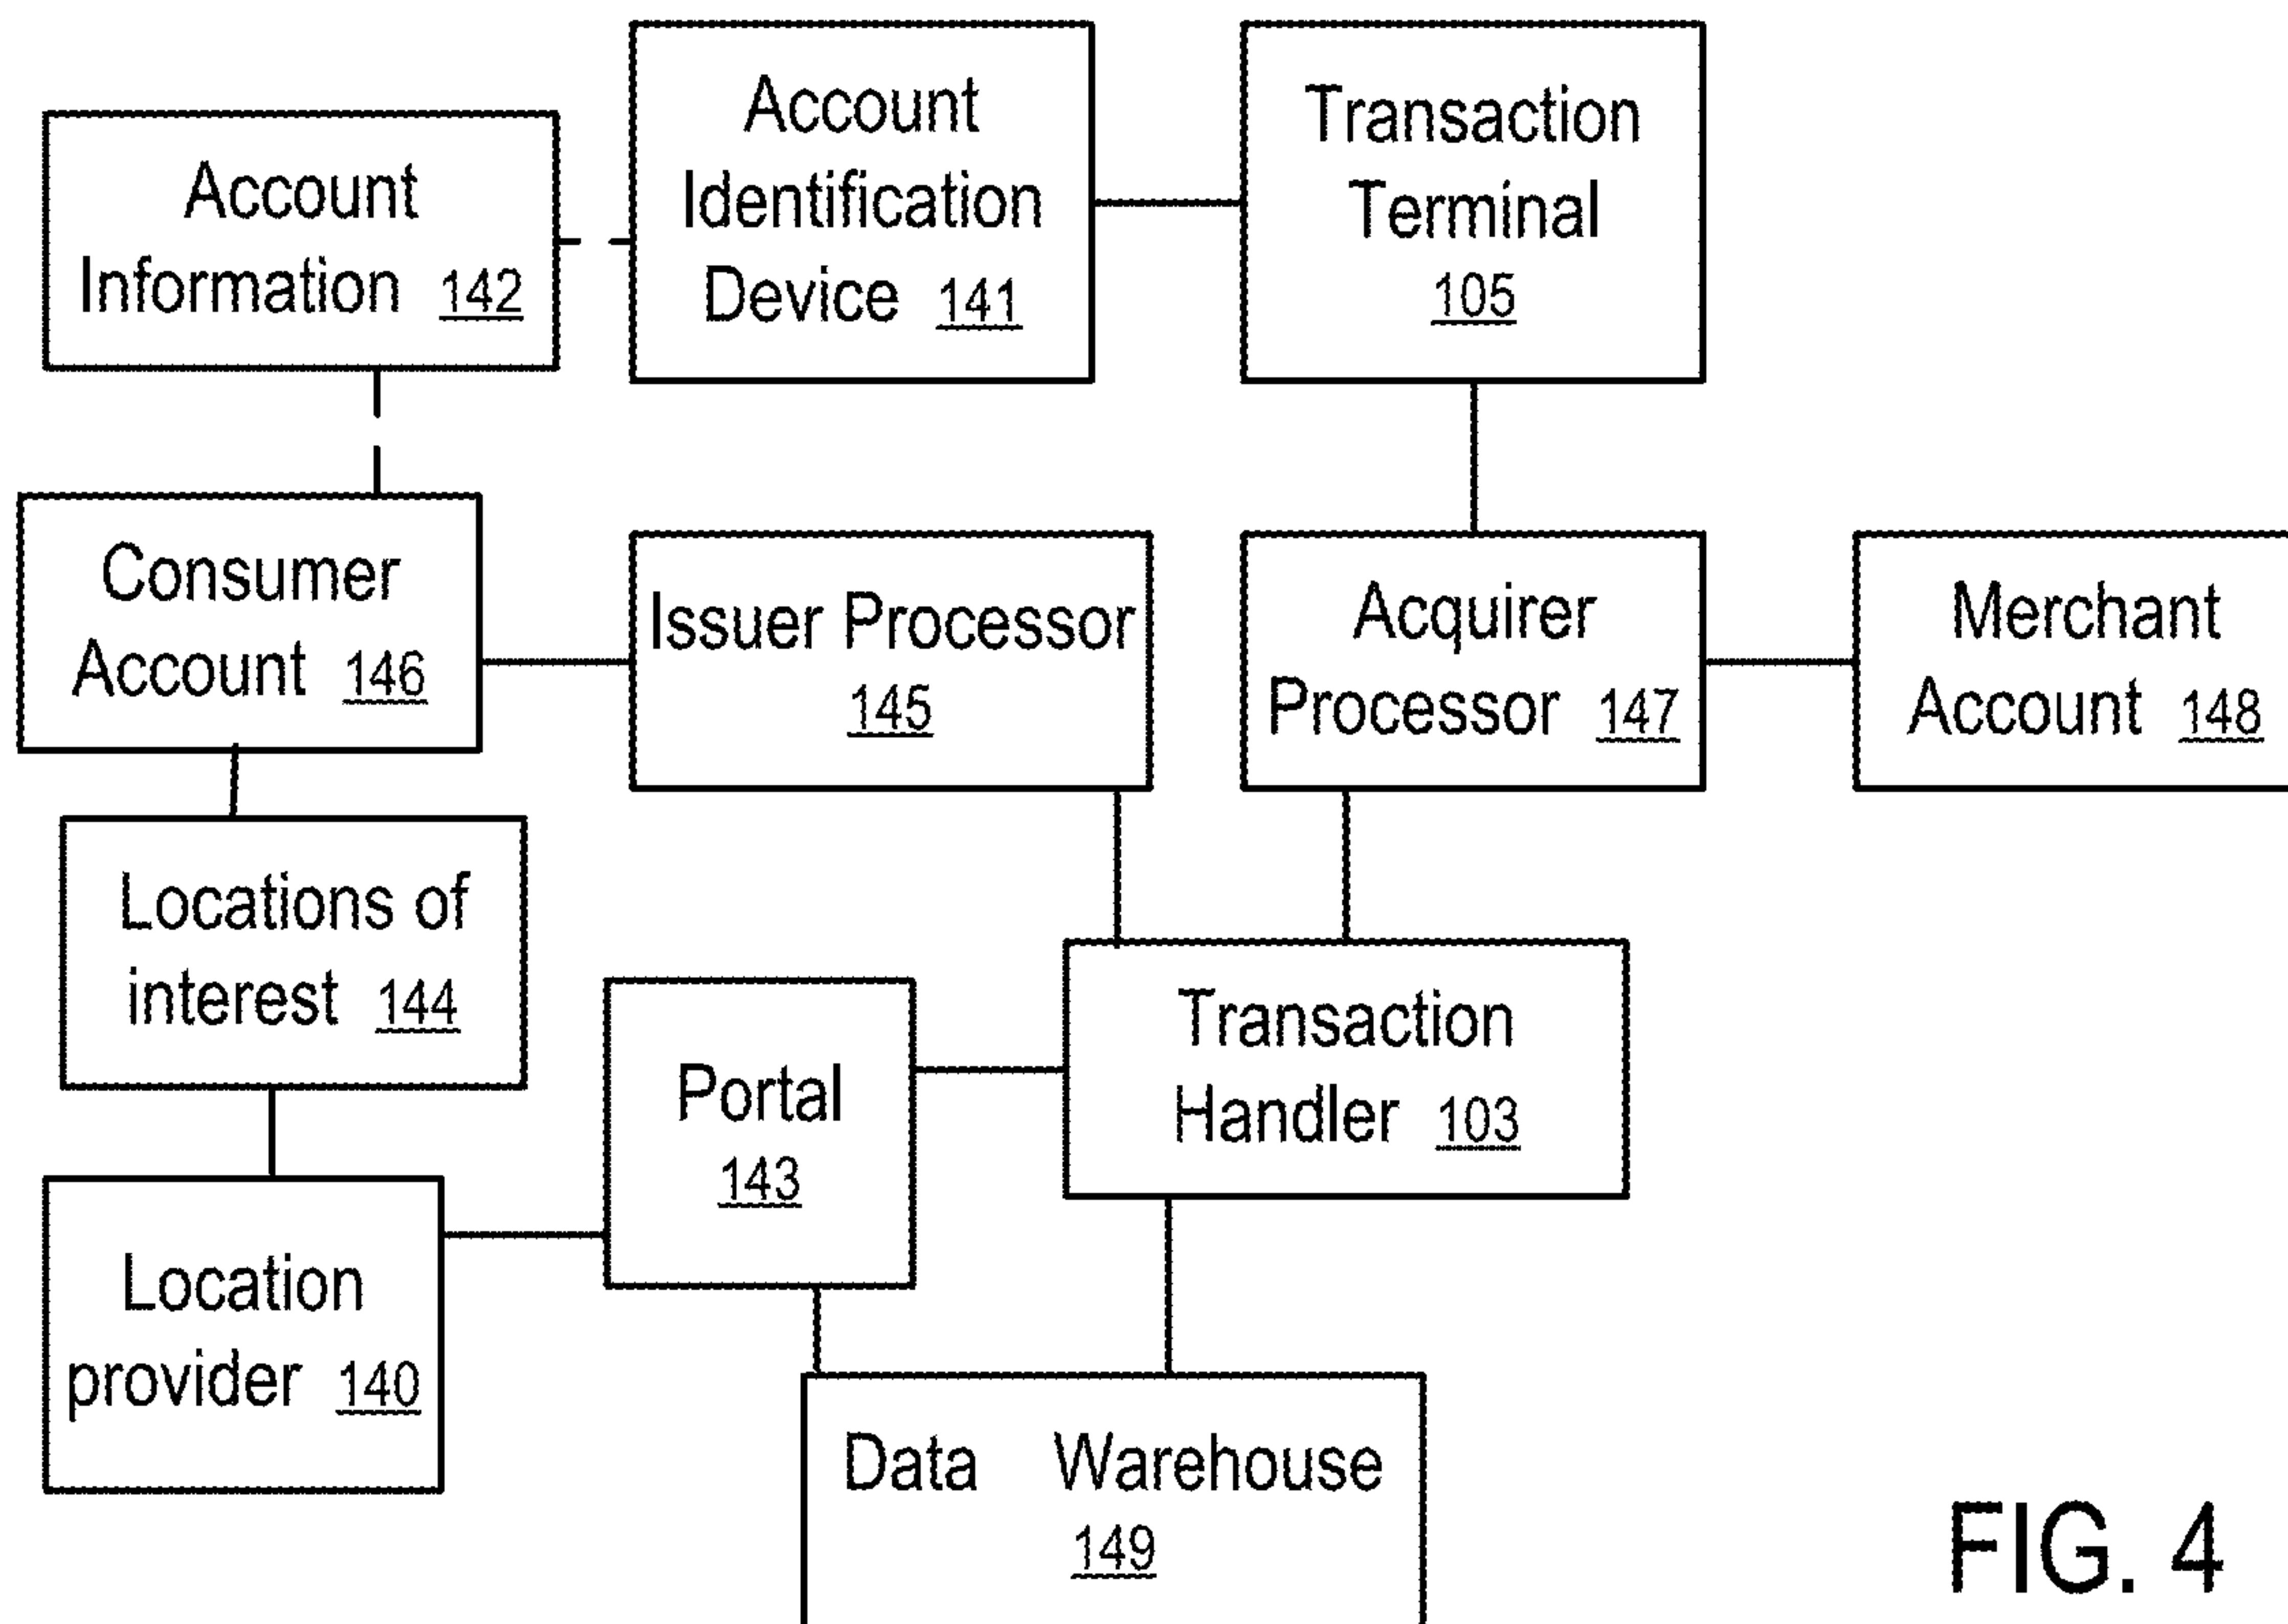 Account
Information 142
Account
Identification
Device 141
Transaction
Terminal
105
Consumer
Account 146
Issuer Processor
145
Acquirer
Processor 147
Merchant
Account 148
Locations of
interest 144
Portal
143
Transaction
Handler 103
Location
provider 140
Data Warehouse
149
FIG. 4